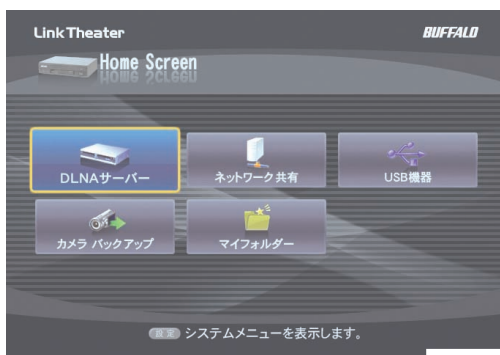 LinkTheater
BUFFALO
Home Screen
DLNAサーバー
ネットワーク共有
USB機器
カメラ バックアップ
マイフォルダー
設定 システムメニューを表示します。